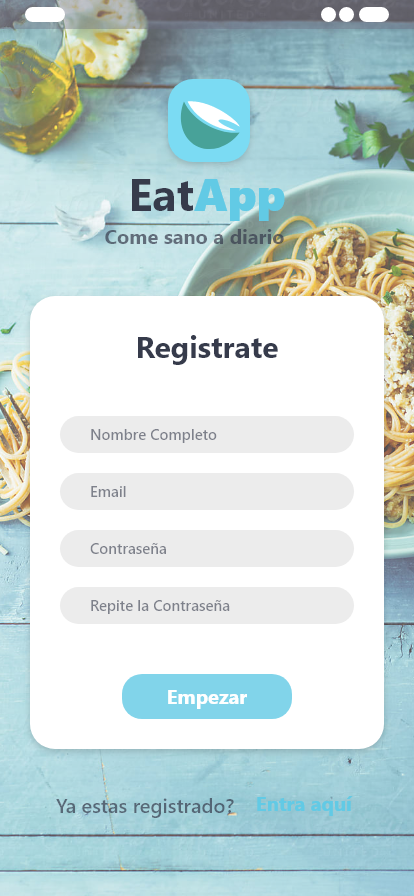 EatApp
Come sano a diario
Registrate
Nombre Completo
Email
Contraseña
Repite la Contraseña
Empezar
Ya estas registrado? Entra aquí